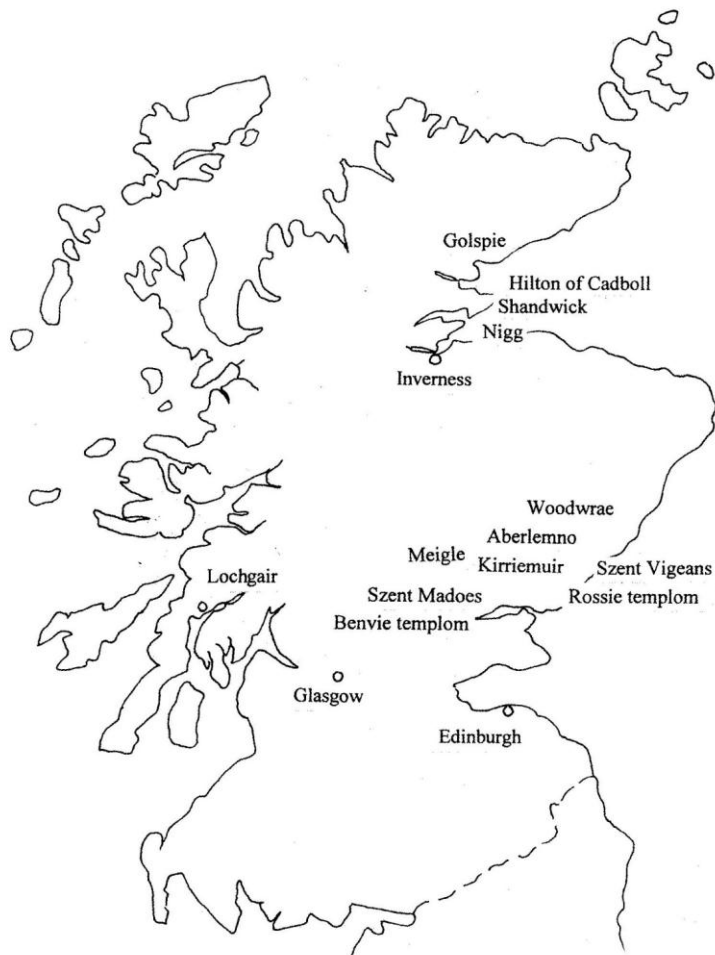 Golspie
Hilton of Cadboll
Shandwick
Nigg
Inverness
Woodwrae
Aberlemno
Meigle
Kirriemuir
Szent Vigeans
Lochgair
Szent Madoes
Rossie templom
Benvie templom
Glasgow
Edinburgh